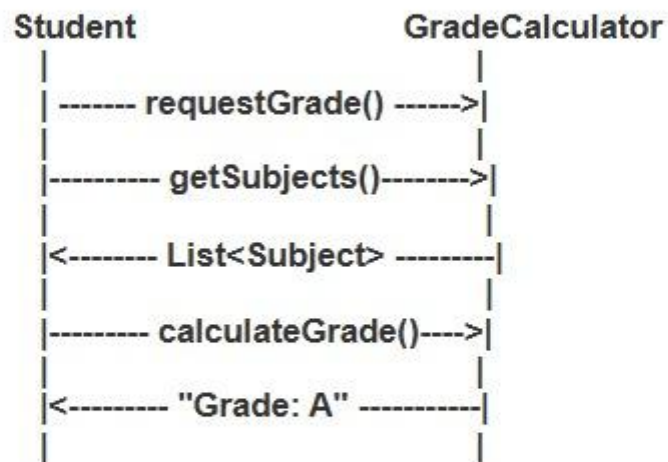 Student GradeCalculator
requestGrade()
getSubjects()
List<Subject>
calculateGrade()
"Grade: A"